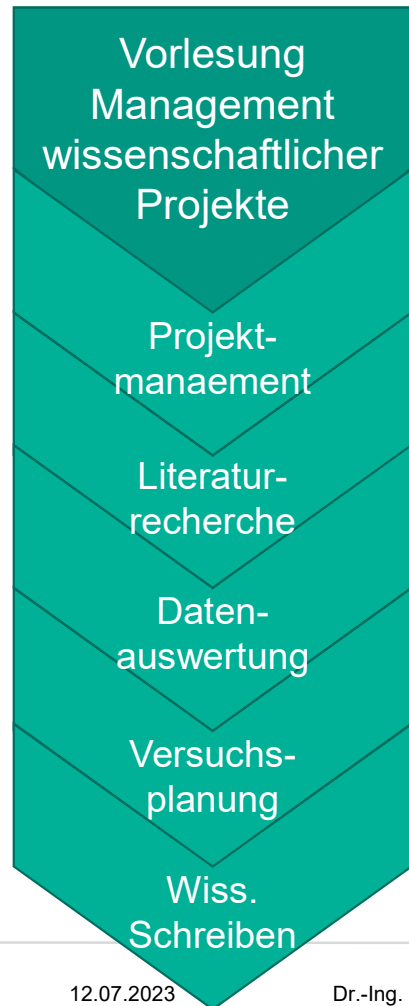 Vorlesung
Management
wissenschaftlicher
Projekte
Projekt-
manaement
Literatur-
recherche
Daten-
auswertung
Versuchs-
planung
Wiss.
Schreiben
12.07.2023 Dr.-Ing.